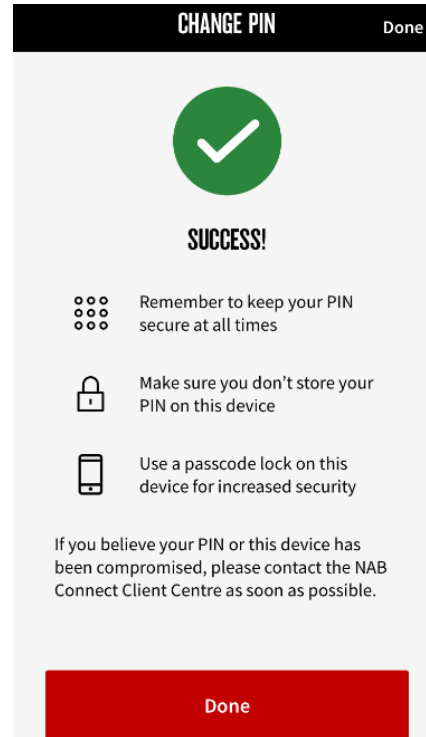 CHANGE PIN Done
SUCCESS!
Remember to keep your PIN
secure at all times
Make sure you don’t store your
PIN on this device
Use a passcode lock on this
device for increased security
If you believe your PIN or this device has
been compromised, please contact the NAB
Connect Client Centre as soon as possible.
Done